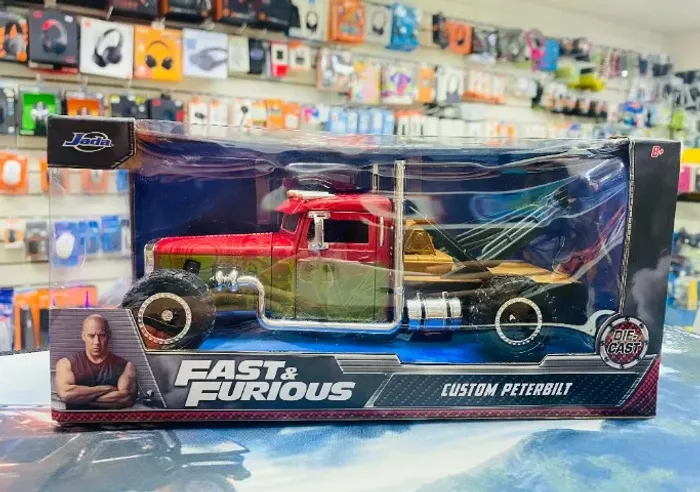 Jada
8+
FAST &
FURIOUS
CUSTOM PETERBILT
DIE-
CAST